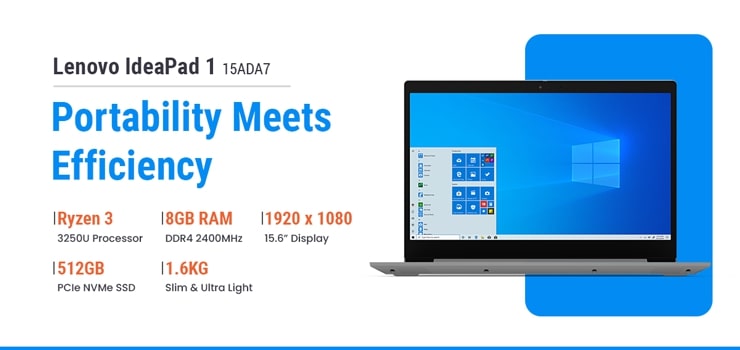 Lenovo IdeaPad 1 15ADA7
Portability Meets
Efficiency
Ryzen 3
3250U Processor
8GB RAM
DDR4 2400MHz
1920 x 1080
15.6” Display
512GB
PCIe NVMe SSD
1.6KG
Slim & Ultra Light